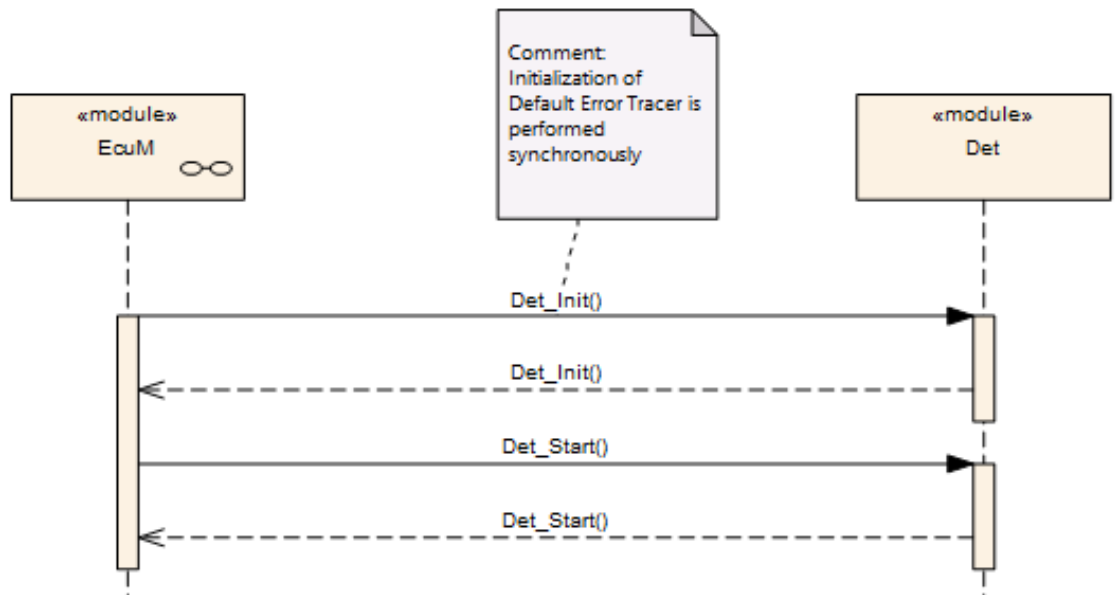 Comment:
Initialization of
Default Error Tracer is
performed
synchronously
«module»
EcuM
«module»
Det
Det_Init()
Det_Init()
Det_Start()
Det_Start()